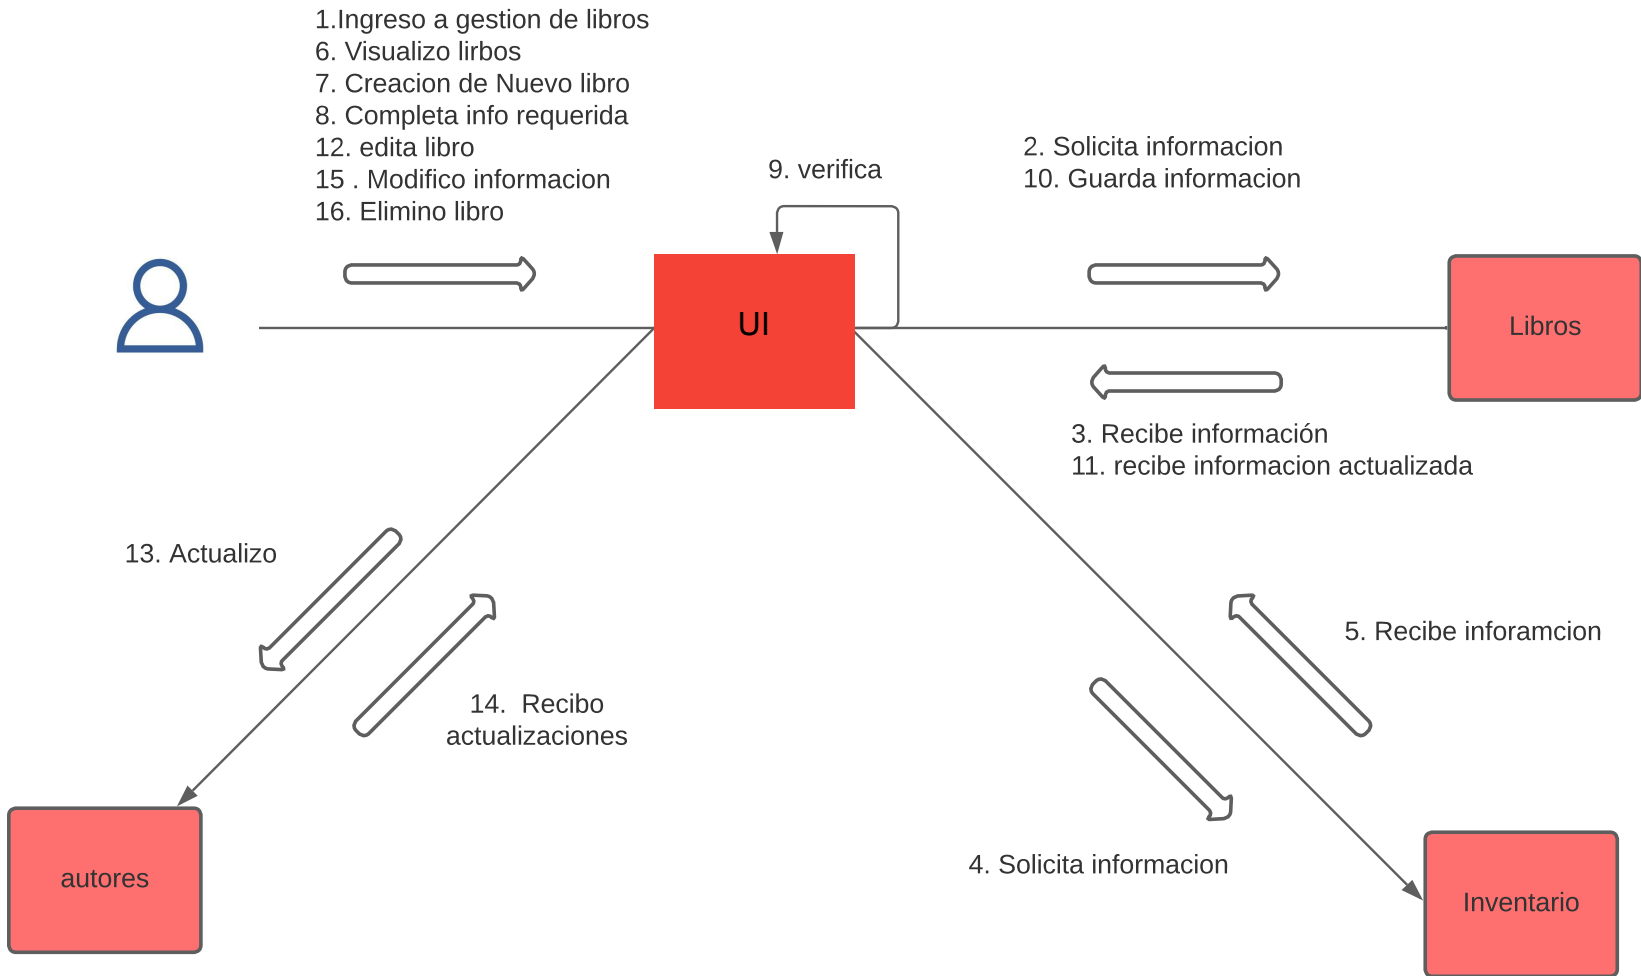 1.Ingreso a gestion de libros
6. Visualizo lirbos
7. Creacion de Nuevo libro
8. Completa info requerida
12. edita libro
15 . Modifico informacion
16. Elimino libro
9. verifica
2. Solicita informacion
10. Guarda informacion
UI
Libros
3. Recibe información
11. recibe informacion actualizada
13. Actualizo
5. Recibe inforamcion
14.  Recibo
actualizaciones
4. Solicita informacion
autores
Inventario